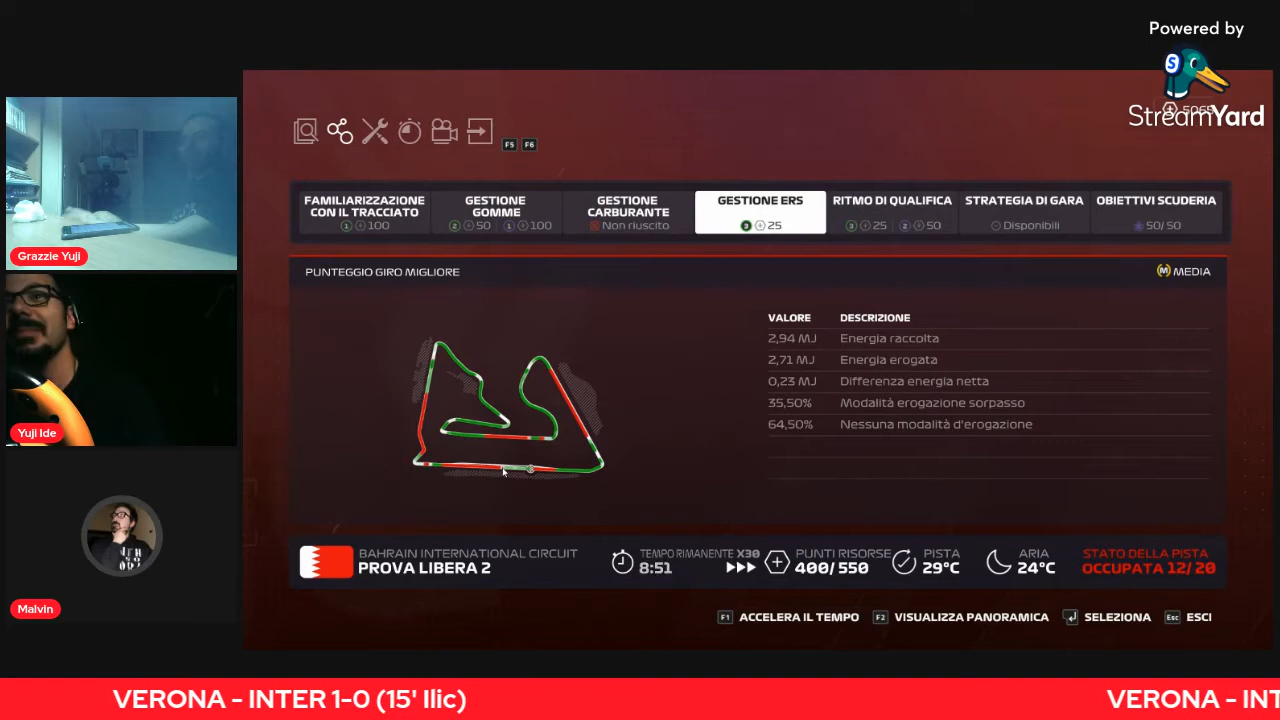 Powered by
StreamYard
F5 F6
FAMILIARIZZAZIONE CON IL TRACCIATO
1 100
GESTIONE GOMME
2 50 1 100
GESTIONE CARBURANTE
Non riuscito
GESTIONE ERS
3 25
RITMO DI QUALIFICA
3 25 2 50
STRATEGIA DI GARA
Disponibili
OBIETTIVI SCUDERIA
50/50
PUNTEGGIO GIRO MIGLIORE
M MEDIA
VALORE DESCRIZIONE
2,94 MJ Energia raccolta
2,71 MJ Energia erogata
0,23 MJ Differenza energia netta
35,50% Modalità erogazione sorpasso
64,50% Nessuna modalità d'erogazione
BAHRAIN INTERNATIONAL CIRCUIT
PROVA LIBERA 2
TEMPO RIMANENTE X30
8:51
PUNTI RISORSE
400/550
PISTA
29°C
ARIA
24°C
STATO DELLA PISTA
OCCUPATA 12/20
F1 ACCELERA IL TEMPO F2 VISUALIZZA PANORAMICA SELEZIONA Esc ESCI
Grazzie Yuji
Yuji Ide
Malvin
VERONA - INTER 1-0 (15' Ilic) VERONA - INT